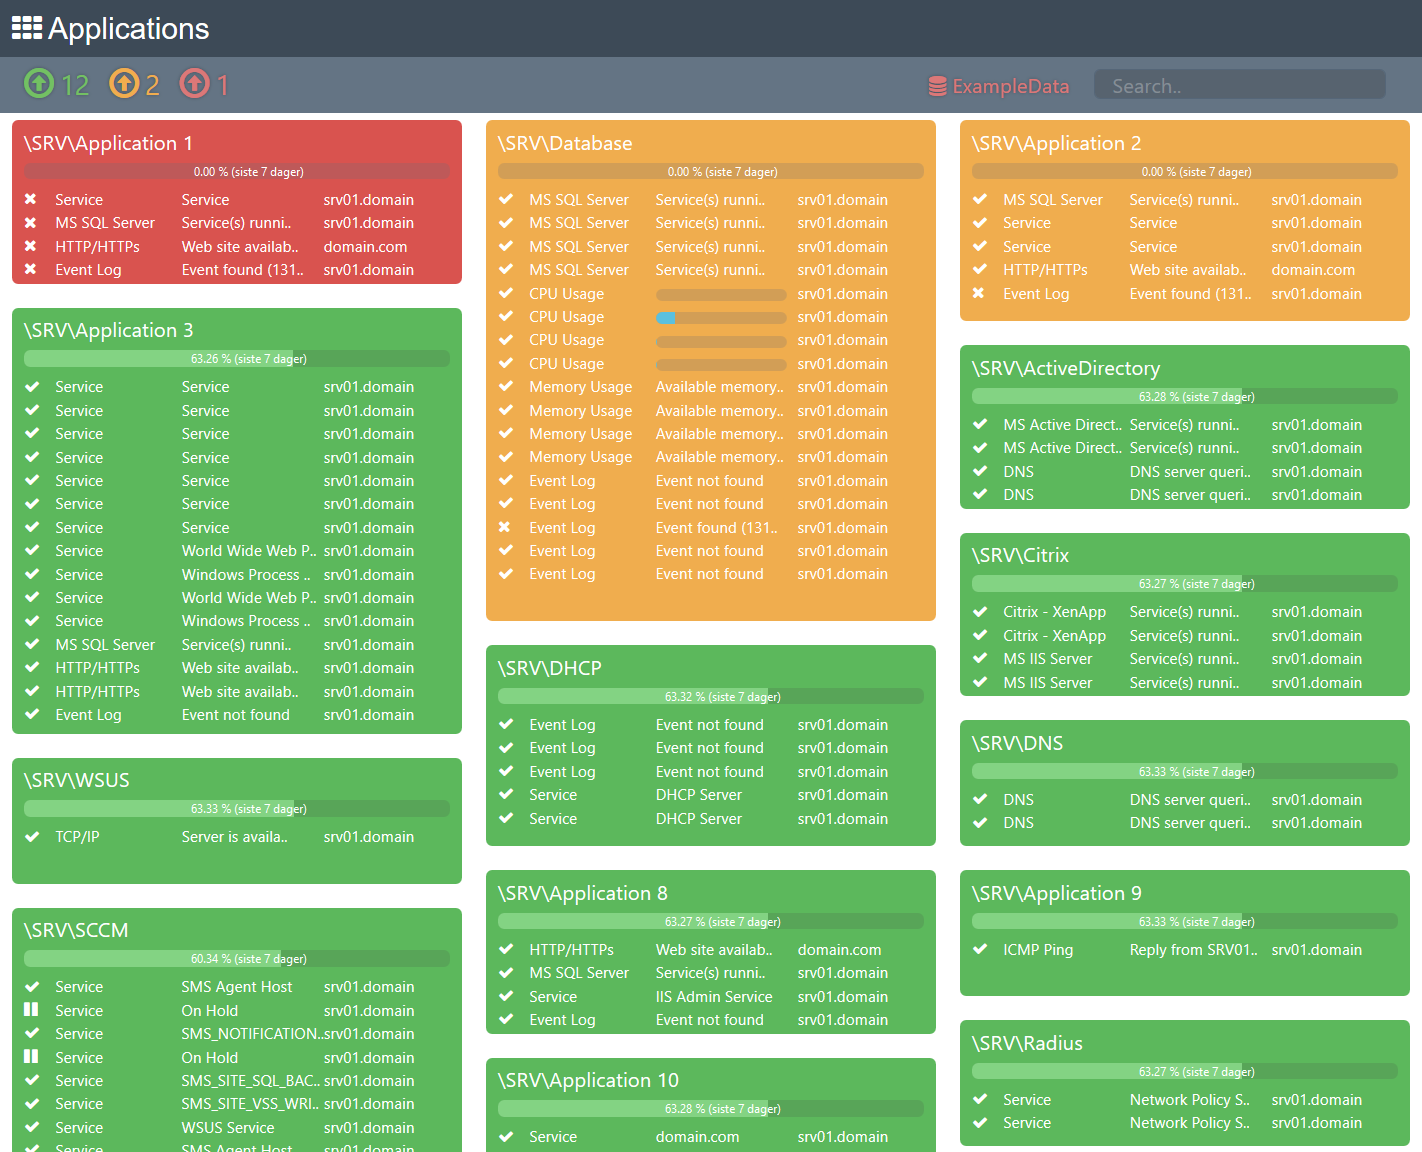 Applications
12 2 1 ExampleData Search..
\SRV\Application 1
0.00 % (siste 7 dager)
Service Service srv01.domain
MS SQL Server Service(s) runni.. srv01.domain
HTTP/HTTPs Web site availab.. domain.com
Event Log Event found (131.. srv01.domain
\SRV\Application 3
63.26 % (siste 7 dager)
Service Service srv01.domain
Service Service srv01.domain
Service Service srv01.domain
Service Service srv01.domain
Service Service srv01.domain
Service Service srv01.domain
Service Service srv01.domain
Service World Wide Web P.. srv01.domain
Service Windows Process .. srv01.domain
Service World Wide Web P.. srv01.domain
Service Windows Process .. srv01.domain
MS SQL Server Service(s) runni.. srv01.domain
HTTP/HTTPs Web site availab.. srv01.domain
HTTP/HTTPs Web site availab.. srv01.domain
Event Log Event not found srv01.domain
\SRV\WSUS
63.33 % (siste 7 dager)
TCP/IP Server is availa.. srv01.domain
\SRV\SCCM
60.34 % (siste 7 dager)
Service SMS Agent Host srv01.domain
Service On Hold srv01.domain
Service SMS_NOTIFICATION.. srv01.domain
Service On Hold srv01.domain
Service SMS_SITE_SQL_BAC.. srv01.domain
Service SMS_SITE_VSS_WRI.. srv01.domain
Service WSUS Service srv01.domain
Service SMS Agent Host srv01.domain
\SRV\Database
0.00 % (siste 7 dager)
MS SQL Server Service(s) runni.. srv01.domain
MS SQL Server Service(s) runni.. srv01.domain
MS SQL Server Service(s) runni.. srv01.domain
MS SQL Server Service(s) runni.. srv01.domain
CPU Usage srv01.domain
CPU Usage srv01.domain
CPU Usage srv01.domain
CPU Usage srv01.domain
Memory Usage Available memory.. srv01.domain
Memory Usage Available memory.. srv01.domain
Memory Usage Available memory.. srv01.domain
Memory Usage Available memory.. srv01.domain
Event Log Event not found srv01.domain
Event Log Event not found srv01.domain
Event Log Event found (131.. srv01.domain
Event Log Event not found srv01.domain
Event Log Event not found srv01.domain
\SRV\DHCP
63.32 % (siste 7 dager)
Event Log Event not found srv01.domain
Event Log Event not found srv01.domain
Event Log Event not found srv01.domain
Service DHCP Server srv01.domain
Service DHCP Server srv01.domain
\SRV\Application 8
63.27 % (siste 7 dager)
HTTP/HTTPs Web site availab.. domain.com
MS SQL Server Service(s) runni.. srv01.domain
Service IIS Admin Service srv01.domain
Event Log Event not found srv01.domain
\SRV\Application 10
63.28 % (siste 7 dager)
Service domain.com srv01.domain
\SRV\Application 2
0.00 % (siste 7 dager)
MS SQL Server Service(s) runni.. srv01.domain
Service Service srv01.domain
Service Service srv01.domain
HTTP/HTTPs Web site availab.. domain.com
Event Log Event found (131.. srv01.domain
\SRV\ActiveDirectory
63.28 % (siste 7 dager)
MS Active Direct.. Service(s) runni.. srv01.domain
MS Active Direct.. Service(s) runni.. srv01.domain
DNS DNS server queri.. srv01.domain
DNS DNS server queri.. srv01.domain
\SRV\Citrix
63.27 % (siste 7 dager)
Citrix - XenApp Service(s) runni.. srv01.domain
Citrix - XenApp Service(s) runni.. srv01.domain
MS IIS Server Service(s) runni.. srv01.domain
MS IIS Server Service(s) runni.. srv01.domain
\SRV\DNS
63.33 % (siste 7 dager)
DNS DNS server queri.. srv01.domain
DNS DNS server queri.. srv01.domain
\SRV\Application 9
63.33 % (siste 7 dager)
ICMP Ping Reply from SRV01.. srv01.domain
\SRV\Radius
63.27 % (siste 7 dager)
Service Network Policy S.. srv01.domain
Service Network Policy S.. srv01.domain